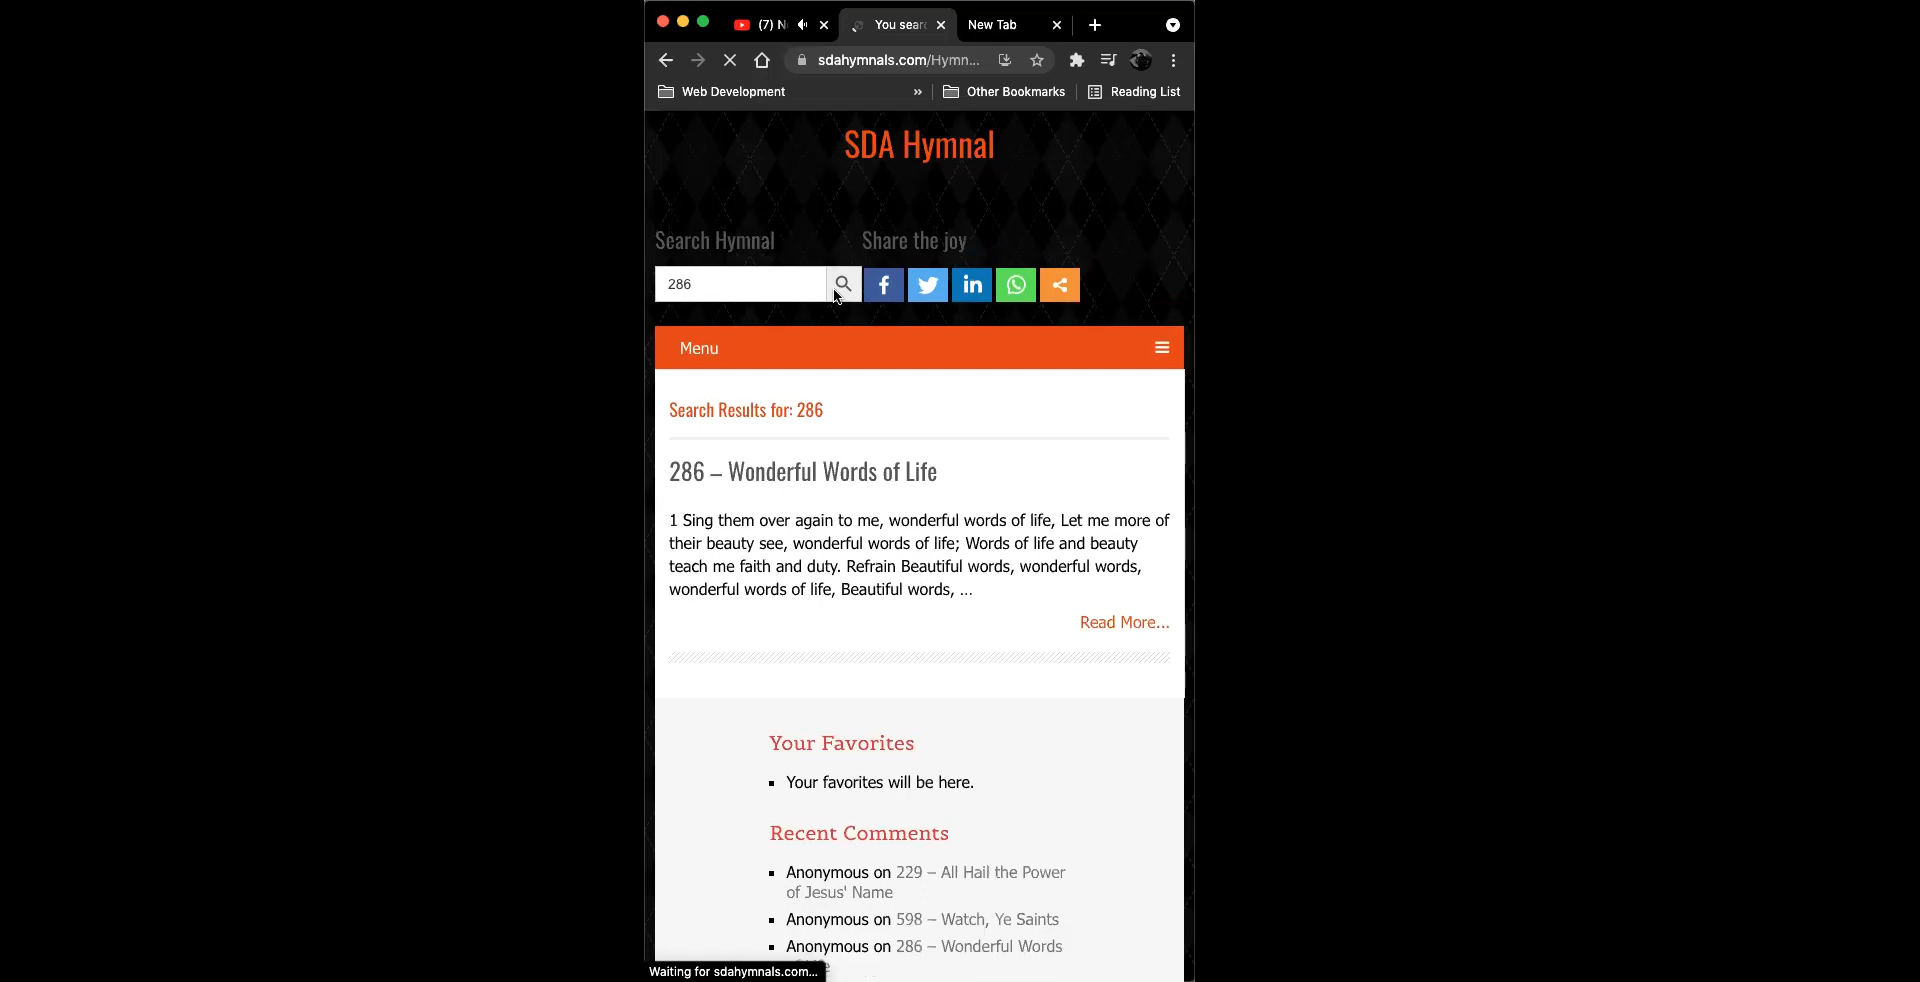 (7) N
You sear
New Tab
sdahymnals.com/Hymn...
Web Development
»
Other Bookmarks
Reading List
SDA Hymnal
Search Hymnal
Share the joy
286
Menu
Search Results for: 286
286 – Wonderful Words of Life
1 Sing them over again to me, wonderful words of life, Let me more of
their beauty see, wonderful words of life; Words of life and beauty
teach me faith and duty. Refrain Beautiful words, wonderful words,
wonderful words of life, Beautiful words, …
Read More...
Your Favorites
Your favorites will be here.
Recent Comments
Anonymous on 229 – All Hail the Power
of Jesus' Name
Anonymous on 598 – Watch, Ye Saints
Anonymous on 286 – Wonderful Words
Waiting for sdahymnals.com...